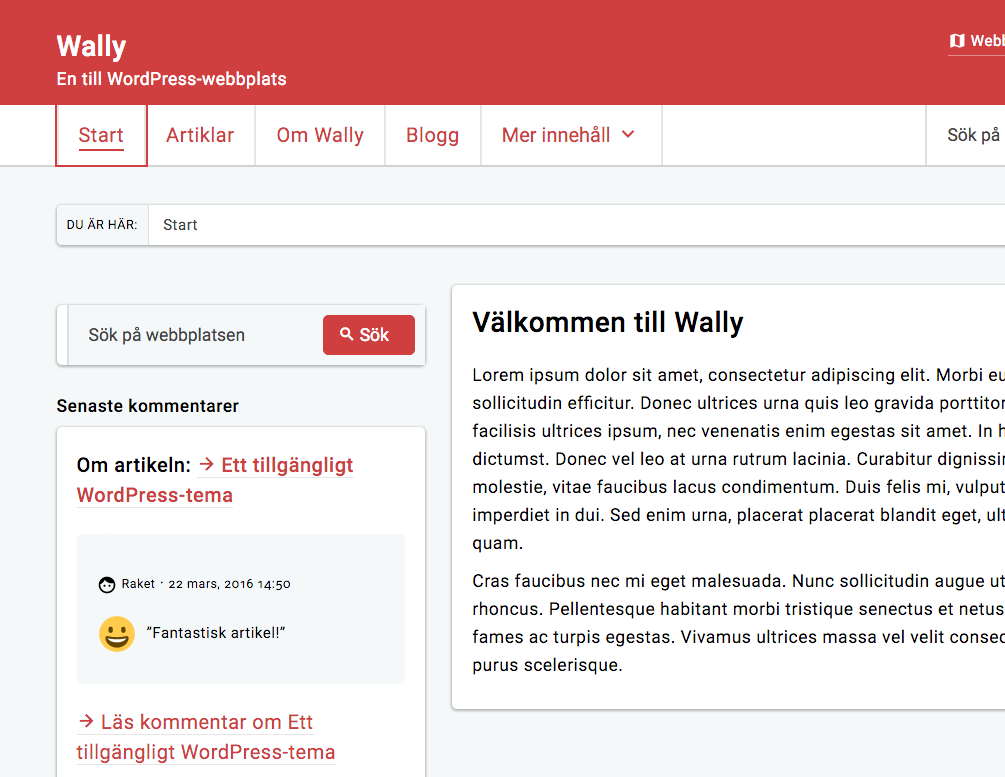 Wally
En till WordPress-webbplats
Start
Artiklar
Om Wally
Blogg
Mer innehåll
Sök på
DU ÄR HÄR:
Start
Sök på webbplatsen
Sök
Senaste kommentarer
Om artikeln: → Ett tillgängligt
WordPress-tema
Raket · 22 mars, 2016 14:50
”Fantastisk artikel!”
→ Läs kommentar om Ett
tillgängligt WordPress-tema
Välkommen till Wally
Lorem ipsum dolor sit amet, consectetur adipiscing elit. Morbi eu
sollicitudin efficitur. Donec ultrices urna quis leo gravida porttitor
facilisis ultrices ipsum, nec venenatis enim egestas sit amet. In h
dictumst. Donec vel leo at urna rutrum lacinia. Curabitur dignissim
molestie, vitae faucibus lacus condimentum. Duis felis mi, vulput
imperdiet in dui. Sed enim urna, placerat placerat blandit eget, ult
quam.
Cras faucibus nec mi eget malesuada. Nunc sollicitudin augue ut
rhoncus. Pellentesque habitant morbi tristique senectus et netus
fames ac turpis egestas. Vivamus ultrices massa vel velit consec
purus scelerisque.